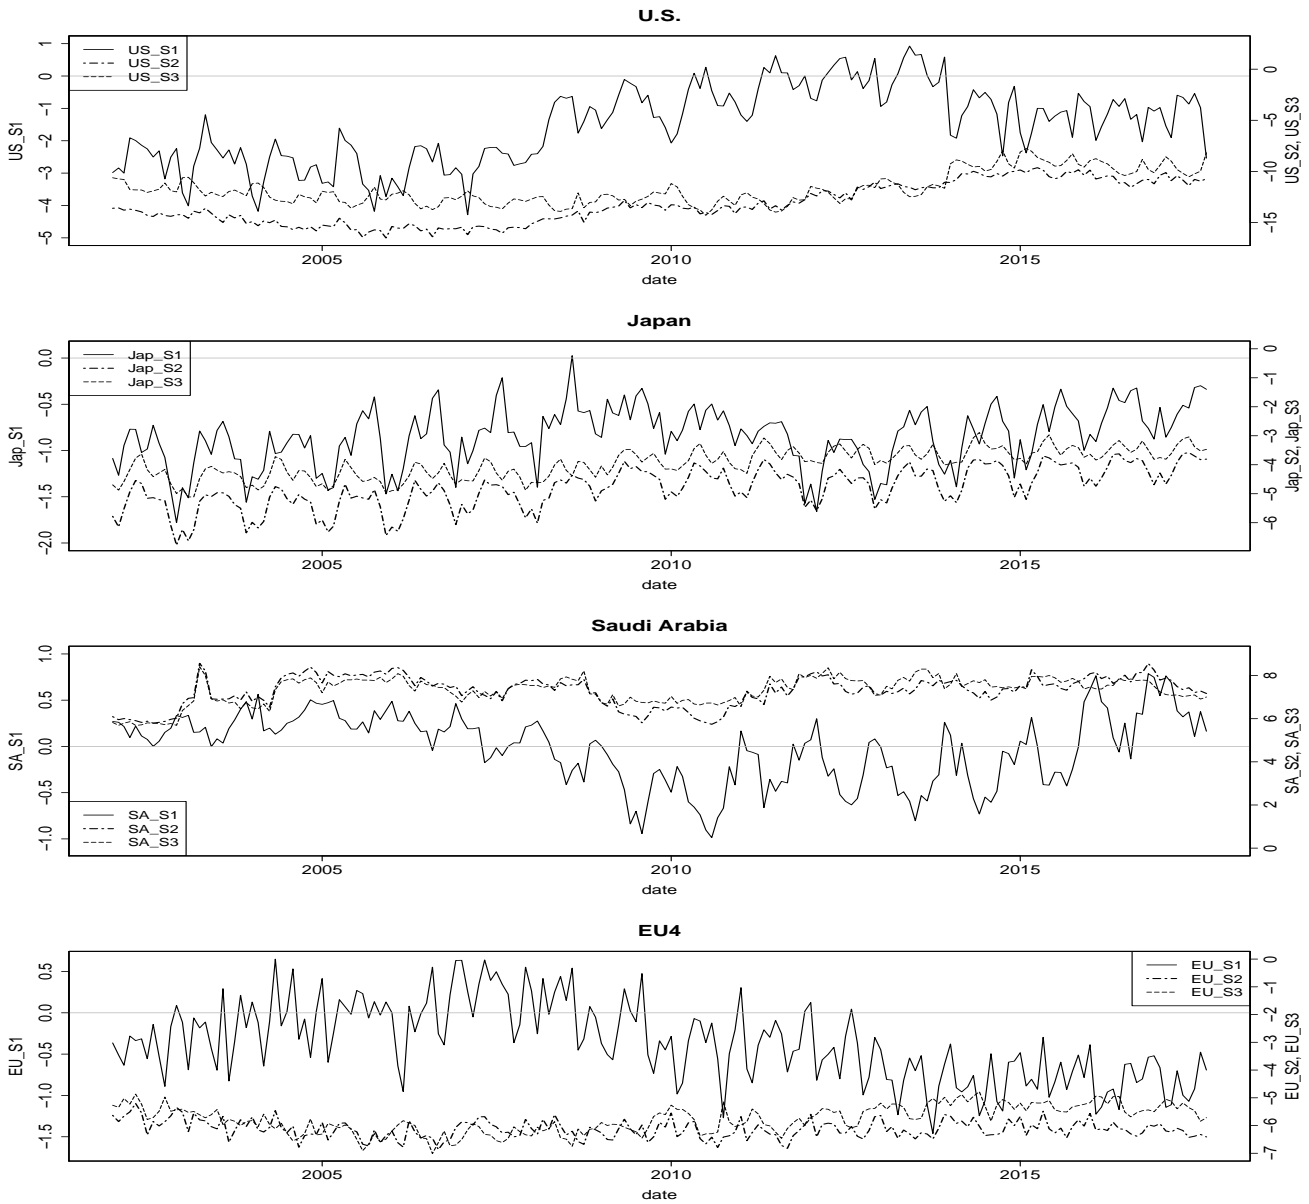 U.S.
US_S1
US_S2
US_S3
1
0
-1
-2
-3
-4
-5
US_S1
0
-5
-10
-15
US_S2, US_S3
2005 2010 2015
date
Japan
Jap_S1
Jap_S2
Jap_S3
0.0
-0.5
-1.0
-1.5
-2.0
Jap_S1
0
-1
-2
-3
-4
-5
-6
Jap_S2, Jap_S3
2005 2010 2015
date
Saudi Arabia
1.0
0.5
0.0
-0.5
-1.0
SA_S1
SA_S1
SA_S2
SA_S3
8
6
4
2
0
SA_S2, SA_S3
2005 2010 2015
date
EU4
EU_S1
EU_S2
EU_S3
0.5
0.0
-0.5
-1.0
-1.5
EU_S1
0
-1
-2
-3
-4
-5
-6
-7
EU_S2, EU_S3
2005 2010 2015
date